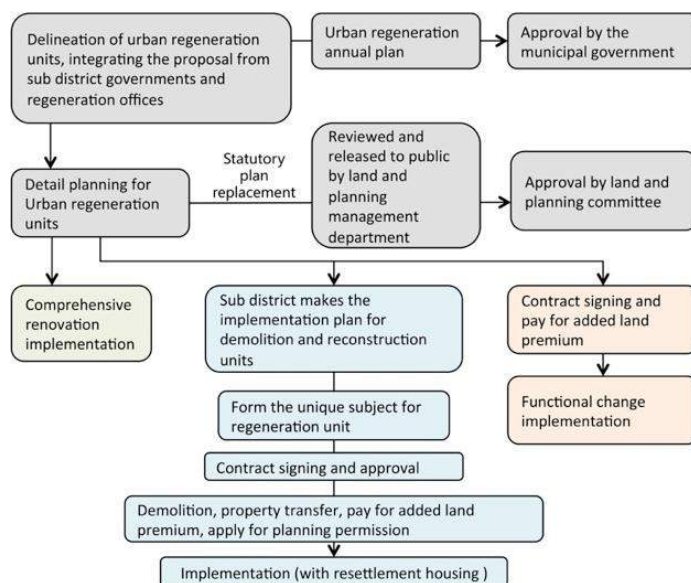 Delineation of urban regeneration
units, integrating the proposal from
sub district governments and
regeneration offices
Urban regeneration
annual plan
Approval by the
municipal government
Detail planning for
Urban regeneration
units
Statutory
plan
replacement
Reviewed and
released to public
by land and
planning
management
department
Approval by land and
planning committee
Comprehensive
renovation
implementation
Sub district makes the
implementation plan for
demolition and reconstruction
units
Contract signing and
pay for added land
premium
Form the unique subject for
regeneration unit
Functional change
implementation
Contract signing and approval
Demolition, property transfer, pay for added land
premium, apply for planning permission
Implementation (with resettlement housing )